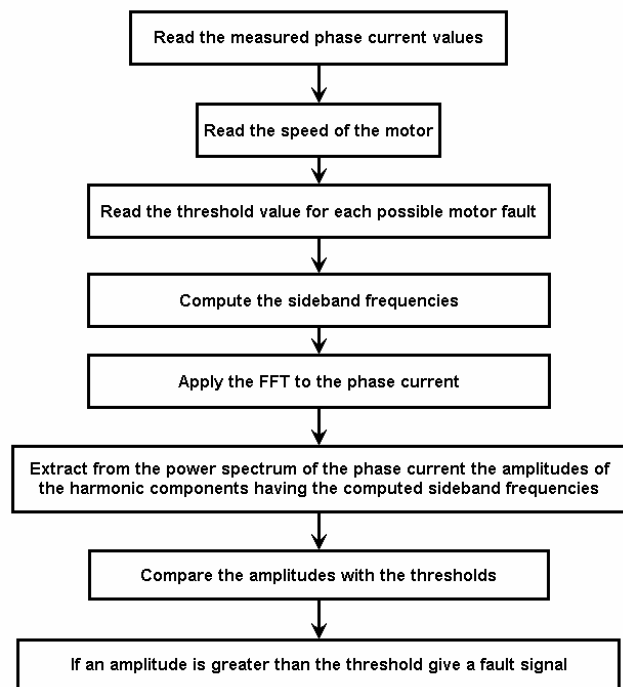 Read the measured phase current values
Read the speed of the motor
Read the threshold value for each possible motor fault
Compute the sideband frequencies
Apply the FFT to the phase current
Extract from the power spectrum of the phase current the amplitudes of
the harmonic components having the computed sideband frequencies
Compare the amplitudes with the thresholds
If an amplitude is greater than the threshold give a fault signal